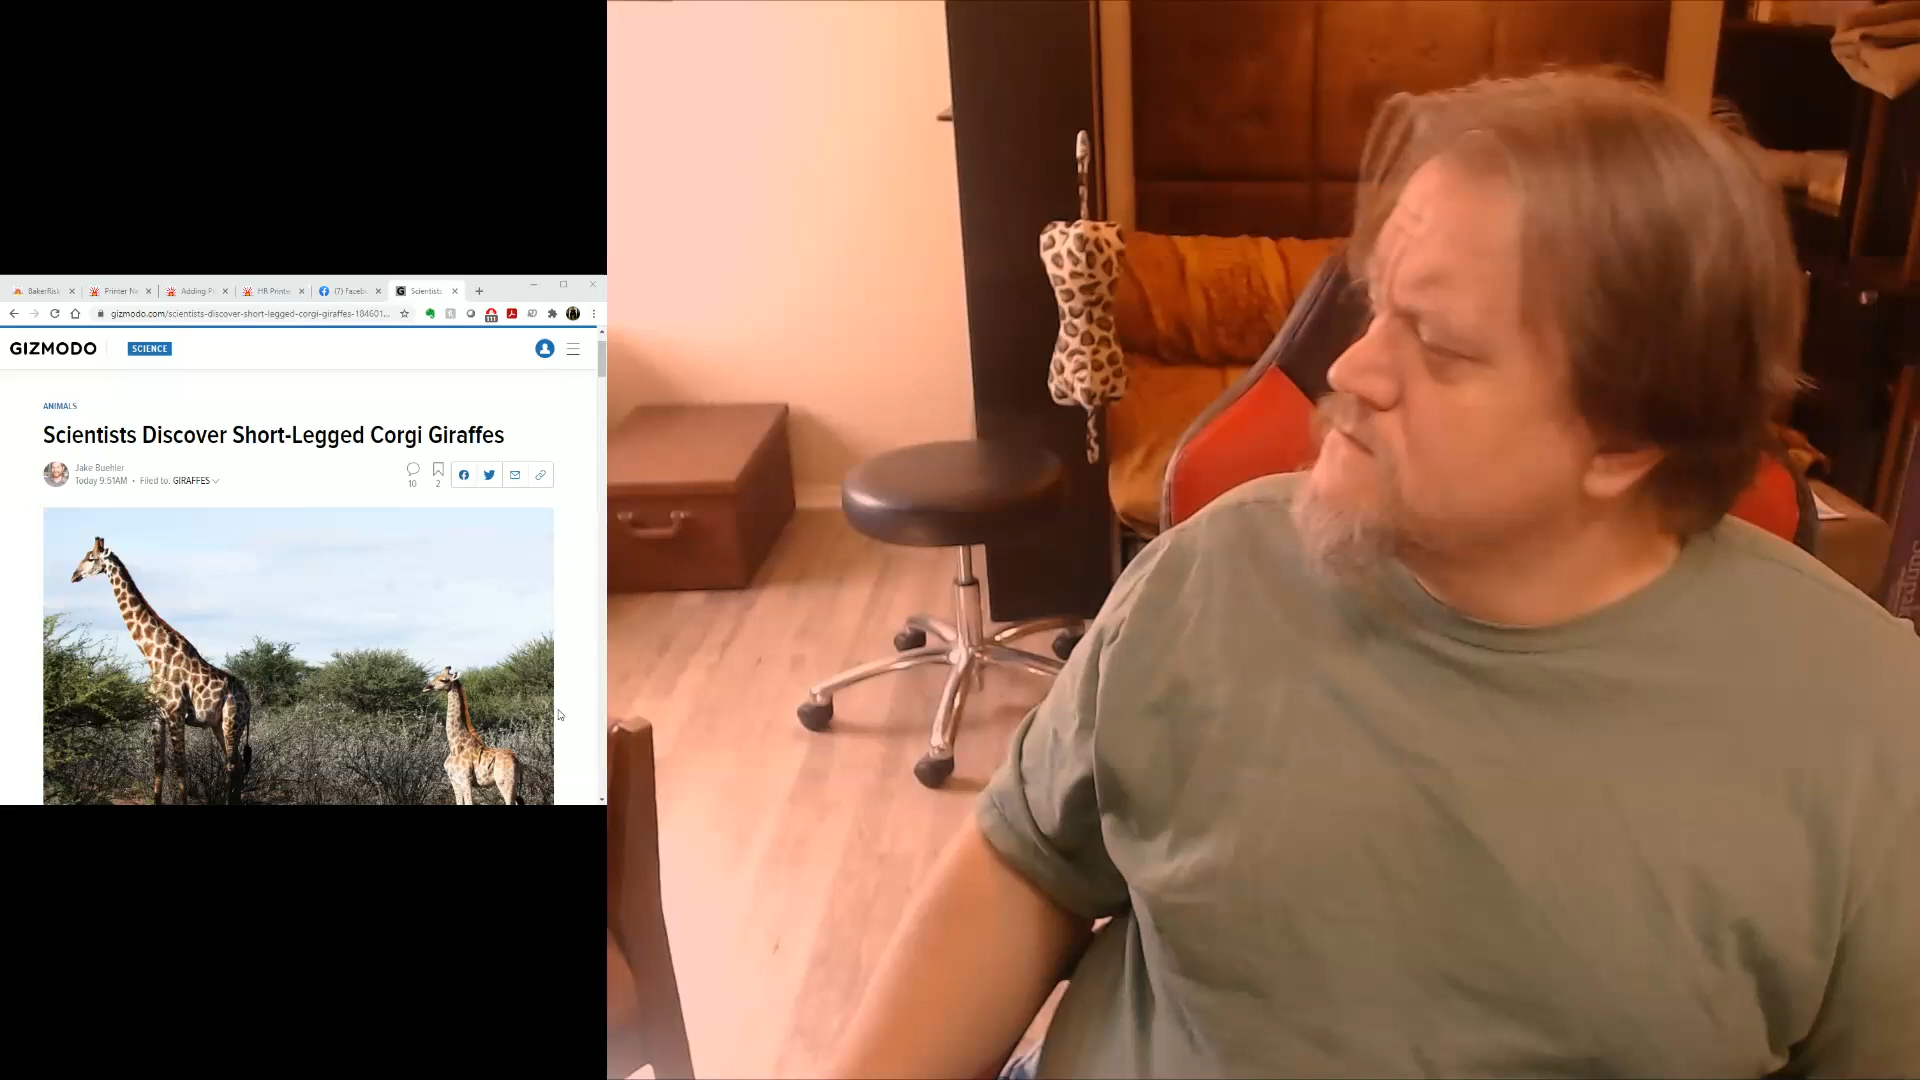 BakerRisk
Printer N
Adding P
HR Printe
(7) Faceb
Scientists
gizmodo.com/scientists-discover-short-legged-corgi-giraffes-184601...
111
GIZMODO
SCIENCE
ANIMALS
Scientists Discover Short-Legged Corgi Giraffes
Jake Buehler
Today 9:51AM • Filed to: GIRAFFES
10
2